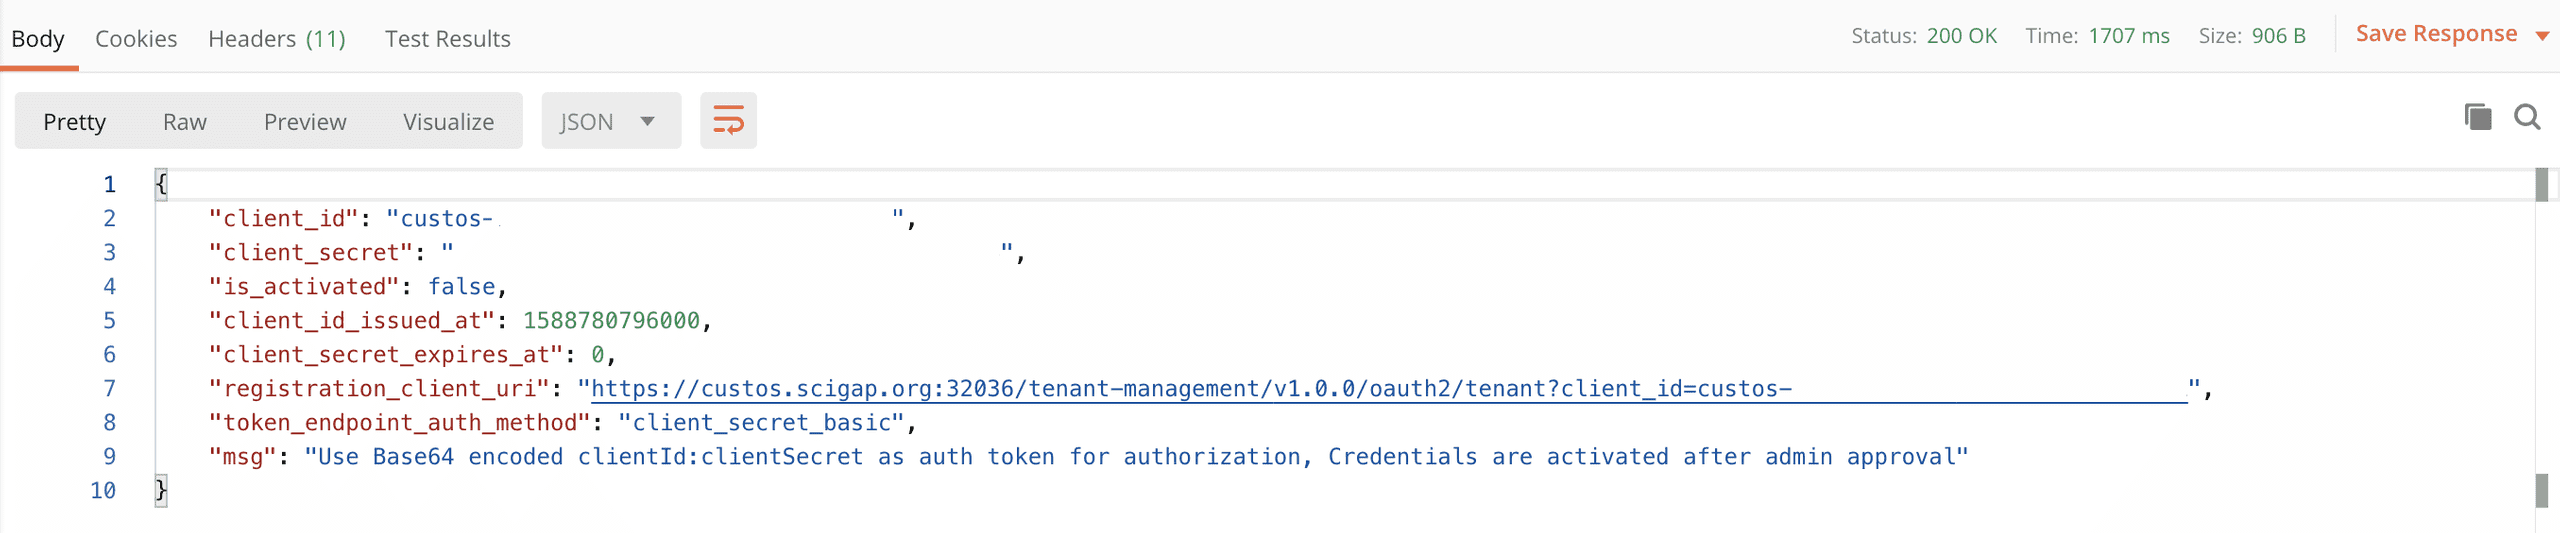 Body Cookies Headers (11) Test Results Status: 200 OK Time: 1707 ms Size: 906 B Save Response
Pretty Raw Preview Visualize JSON
1 {
2 "client_id": "custos- ",
3 "client_secret": " ",
4 "is_activated": false,
5 "client_id_issued_at": 1588780796000,
6 "client_secret_expires_at": 0,
7 "registration_client_uri": "https://custos.scigap.org:32036/tenant-management/v1.0.0/oauth2/tenant?client_id=custos- ",
8 "token_endpoint_auth_method": "client_secret_basic",
9 "msg": "Use Base64 encoded clientId:clientSecret as auth token for authorization, Credentials are activated after admin approval"
10 }